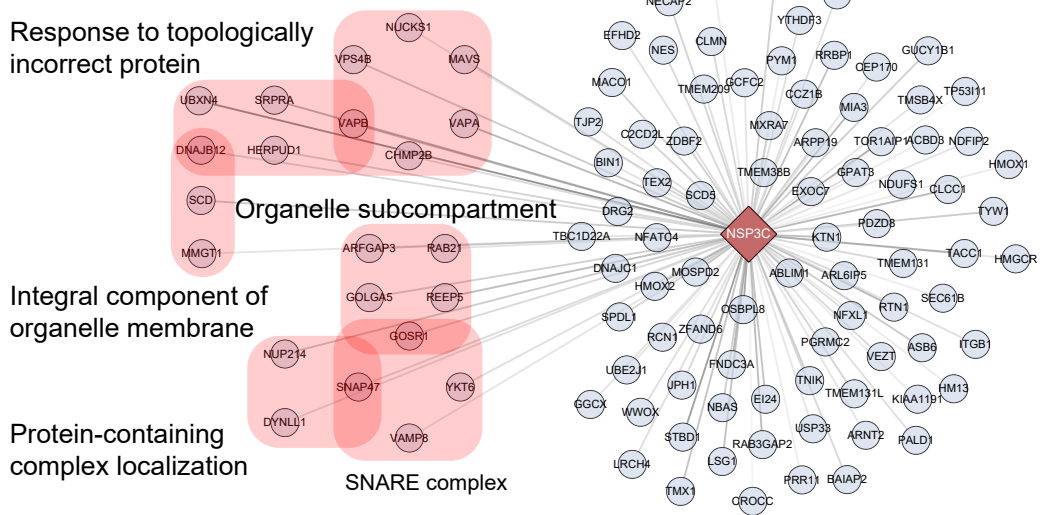 Response to topologically
incorrect protein
NUCKS1
VPS4B
MAVS
UBXN4
SRPRA
VAPB
VAPA
DNAJB12
HERPUD1
CHMP2B
SCD
Organelle subcompartment
MMGT1
ARFGAP3
RAB21
Integral component of
organelle membrane
GOLGA5
REEP5
GOSR1
NUP214
SNAP47
YKT6
DYNLL1
VAMP8
Protein-containing
complex localization
SNARE complex
NECAP2
YTHDF3
EFHD2
NES
CLMN
PYM1
RRBP1
GUCY1B1
CEP170
MACO1
TMEM209
GCFC2
CCZ1B
MIA3
TMSB4X
TP53I11
TJP2
C2CD2L
ZDBF2
MXRA7
ARPP19
TOR1AIP1
ACBD3
NDFIP2
BIN1
TEX2
SCD5
TMEM38B
EXOC7
GPAT3
NDUFS1
CLCC1
HMOX1
DRG2
TYW1
TBC1D22A
NFATC4
NSP3C
KTN1
PDZD8
DNAJC1
HMOX2
MOSPD2
ABLIM1
ARL6IP5
TMEM131
TACC1
HMGCR
SPDL1
RCN1
ZFAND6
OSBPL8
NFXL1
RTN1
SEC61B
PGRMC2
VEZT
ASB6
ITGB1
UBE2J1
JPH1
FNDC3A
TNIK
TMEM131L
KIAA1191
HM13
GGCX
WWOX
NBAS
EI24
STBD1
RAB3GAP2
USP33
ARNT2
PALD1
LRCH4
LSG1
TMX1
CROCC
PRR11
BAIAP2